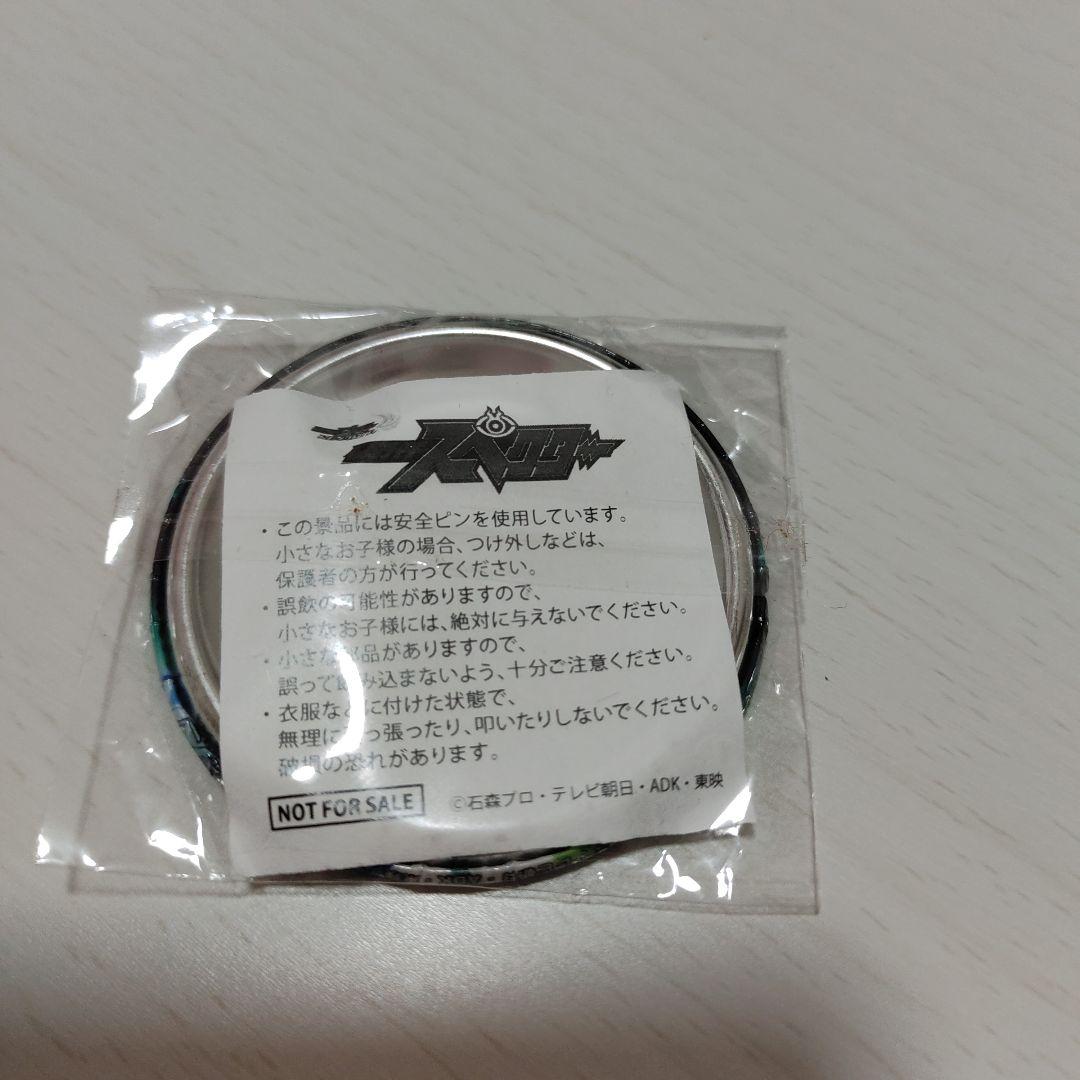 スペクター
・この景品には安全ピンを使用しています。
小さなお子様の場合、つけ外しなどは、
保護者の方が行ってください。
・誤飲の可能性がありますので、
小さなお子様には、絶対に与えないでください。
・小さな部品がありますので、
誤って飲み込まないよう、十分ご注意ください。
・衣服などに付けた状態で、
無理に引っ張ったり、叩いたりしないでください。
破損の恐れがあります。
NOT FOR SALE
©石森プロ・テレビ朝日・ADK・東映